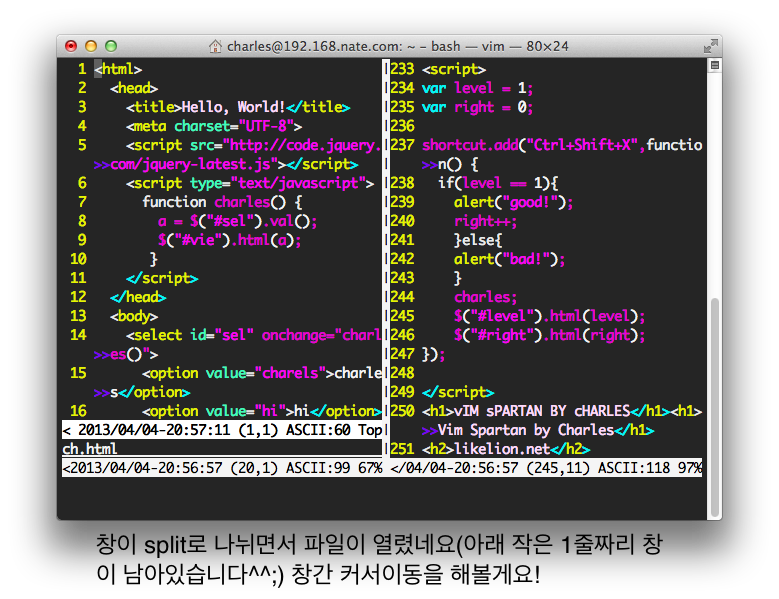 charles@192.168.nate.com: ~ – bash — vim — 80×24
1 <html>
2 <head>
3 <title>Hello, World!</title>
4 <meta charset="UTF-8">
5 <script src="http://code.jquery.
>>com/jquery-latest.js"></script>
6 <script type="text/javascript">
7 function charles() {
8 a = $("#sel").val();
9 $("#vie").html(a);
10 }
11 </script>
12 </head>
13 <body>
14 <select id="sel" onchange="charl
>>es()">
15 <option value="charels">charle
>>s</option>
16 <option value="hi">hi</option>
< 2013/04/04-20:57:11 (1,1) ASCII:60 Top
ch.html
<2013/04/04-20:56:57 (20,1) ASCII:99 67%
233 <script>
234 var level = 1;
235 var right = 0;
236
237 shortcut.add("Ctrl+Shift+X",functio
>>n() {
238 if(level == 1){
239 alert("good!");
240 right++;
241 }else{
242 alert("bad!");
243 }
244 charles;
245 $("#level").html(level);
246 $("#right").html(right);
247 });
248
249 </script>
250 <h1>vIM sPARTAN BY cHARLES</h1><h1>
>>Vim Spartan by Charles</h1>
251 <h2>likelion.net</h2>
</04/04-20:56:57 (245,11) ASCII:118 97%
창이 split로 나뉘면서 파일이 열렸네요(아래 작은 1줄짜리 창
이 남아있습니다^^;) 창간 커서이동을 해볼게요!